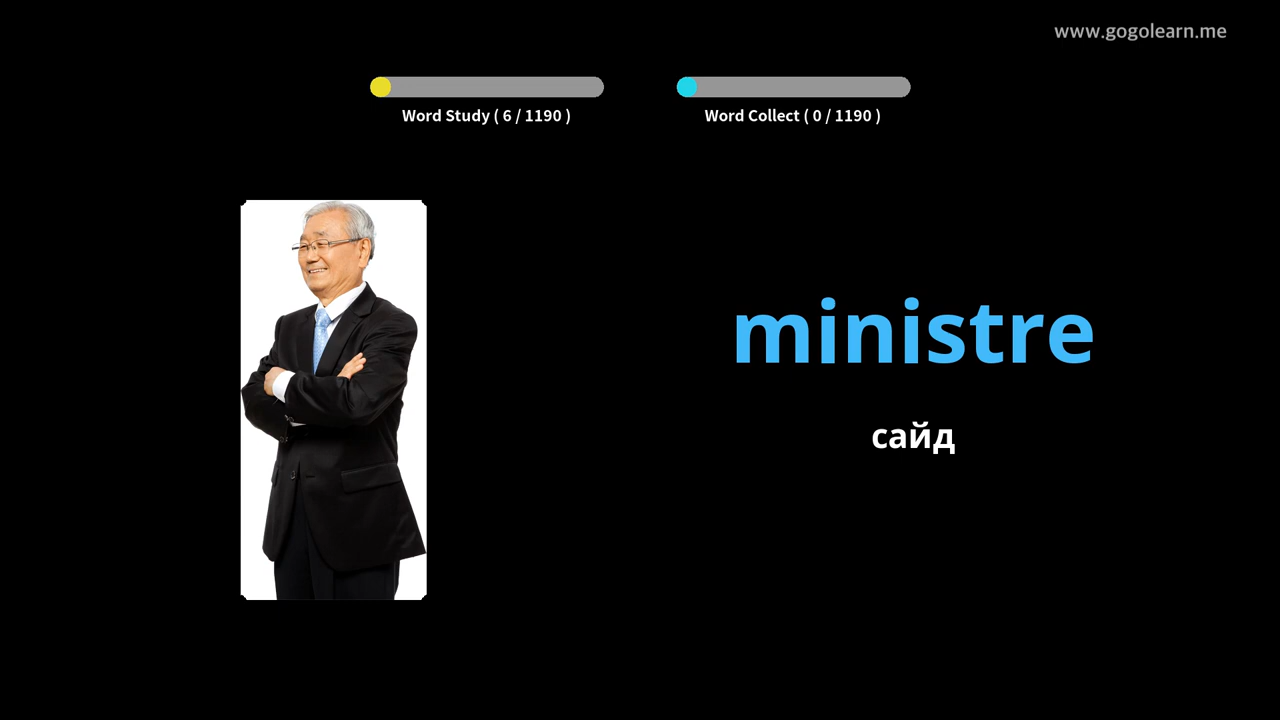 www.gogolearn.me
Word Study ( 6 / 1190 )
Word Collect ( 0 / 1190 )
ministre
сайд